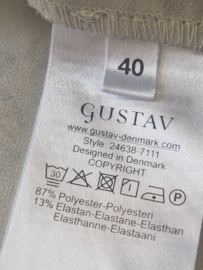 40
GUSTAV
www.gustav-denmark.com
Style: 24638-7111
Designed in Denmark
COPYRIGHT
30 P
87% Polyester-Polyesteri
13% Elastan-Elastane-Elasthan
Elasthanne-Elastaani